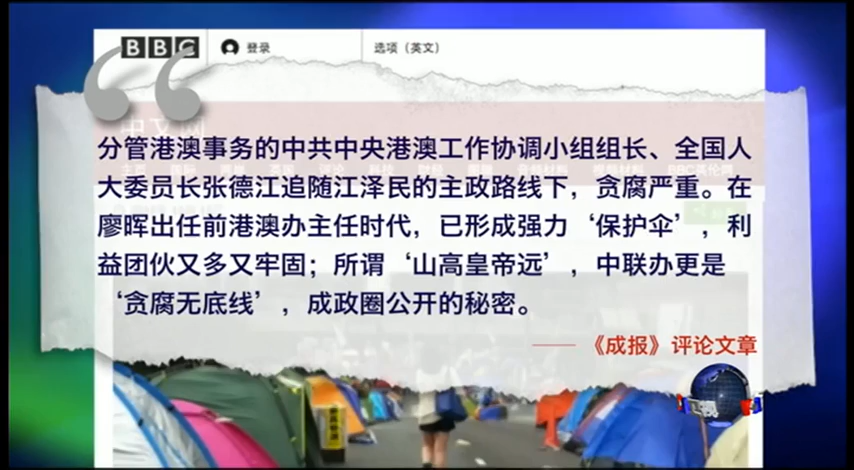 BBC 登录 选项（英文）
中文网
分管港澳事务的中共中央港澳工作协调小组组长、全国人
大委员长张德江追随江泽民的主政路线下，贪腐严重。在
廖晖出任前港澳办主任时代，已形成强力‘保护伞’，利
益团伙又多又牢固；所谓‘山高皇帝远’，中联办更是
‘贪腐无底线’，成政圈公开的秘密。
——《成报》评论文章